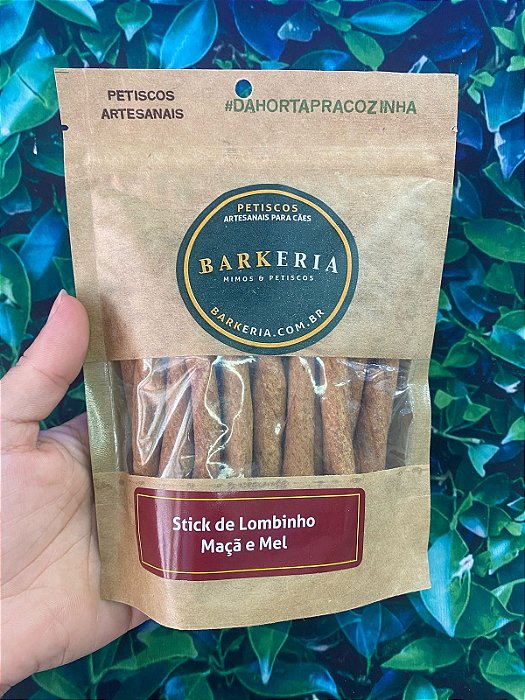 PETISCOS
ARTESANAIS
#DAHORTAPRACOZINHA
PETISCOS
ARTESANAIS PARA CÃES
BARKERIA
MIMOS & PETISCOS
BARKERIA.COM.BR
Stick de Lombinho
Maçã e Mel